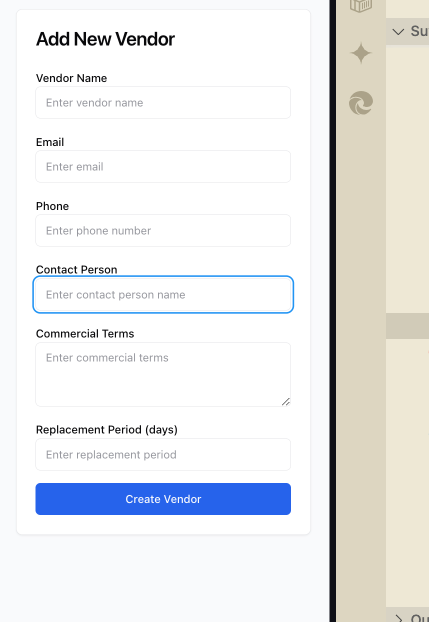 Add New Vendor
Vendor Name
Enter vendor name
Email
Enter email
Phone
Enter phone number
Contact Person
Enter contact person name
Commercial Terms
Enter commercial terms
Replacement Period (days)
Enter replacement period
Create Vendor
Su
Ou